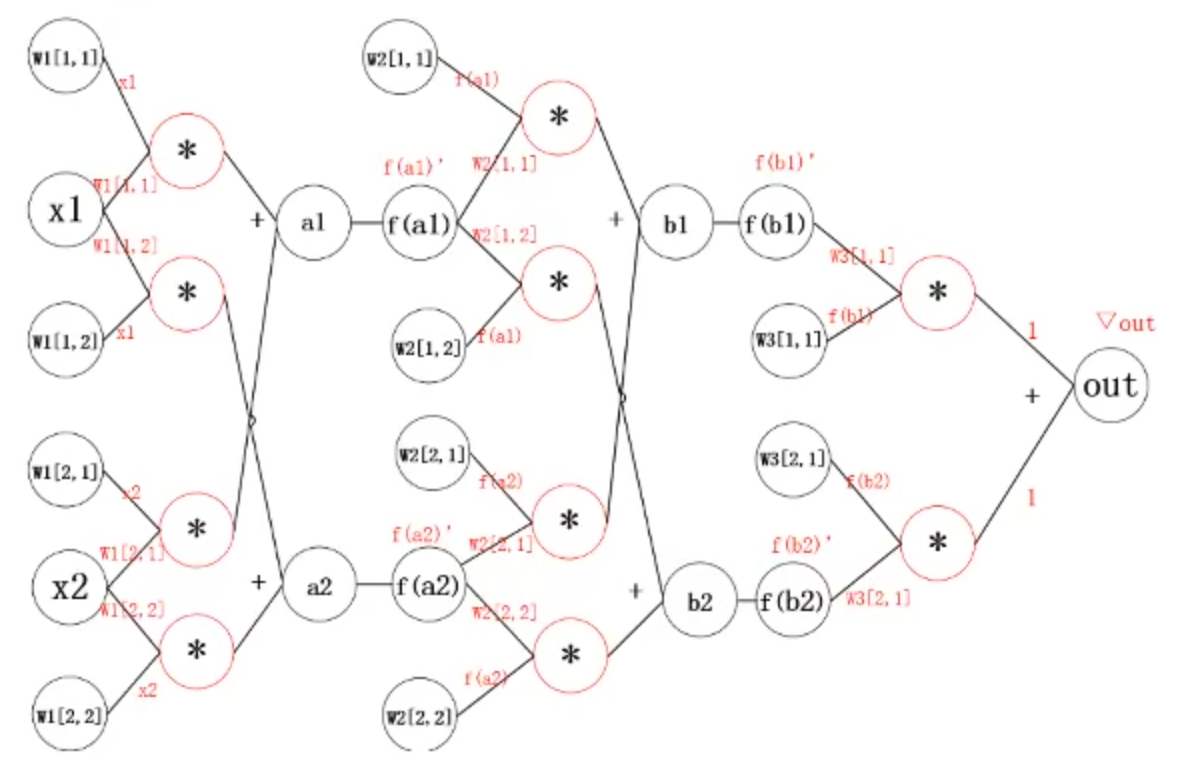 W1[1,1]
x1
*
W1[1,1]
x1
W1[1,2]
*
x1
W1[1,2]
+
a1
f(a1)'
f(a1)
W2[1,1]
f(a1)
*
W2[1,1]
W2[1,2]
*
f(a1)
W2[1,2]
+
b1
f(b1)'
f(b1)
W3[1,1]
*
f(b1)
W3[1,1]
1
▽out
out
+
1
W1[2,1]
x2
*
W1[2,1]
x2
W1[2,2]
*
x2
W1[2,2]
+
a2
f(a2)'
f(a2)
W2[2,1]
f(a2)
*
W2[2,1]
W2[2,2]
*
f(a2)
W2[2,2]
+
b2
f(b2)'
f(b2)
W3[2,1]
f(b2)
*
W3[2,1]